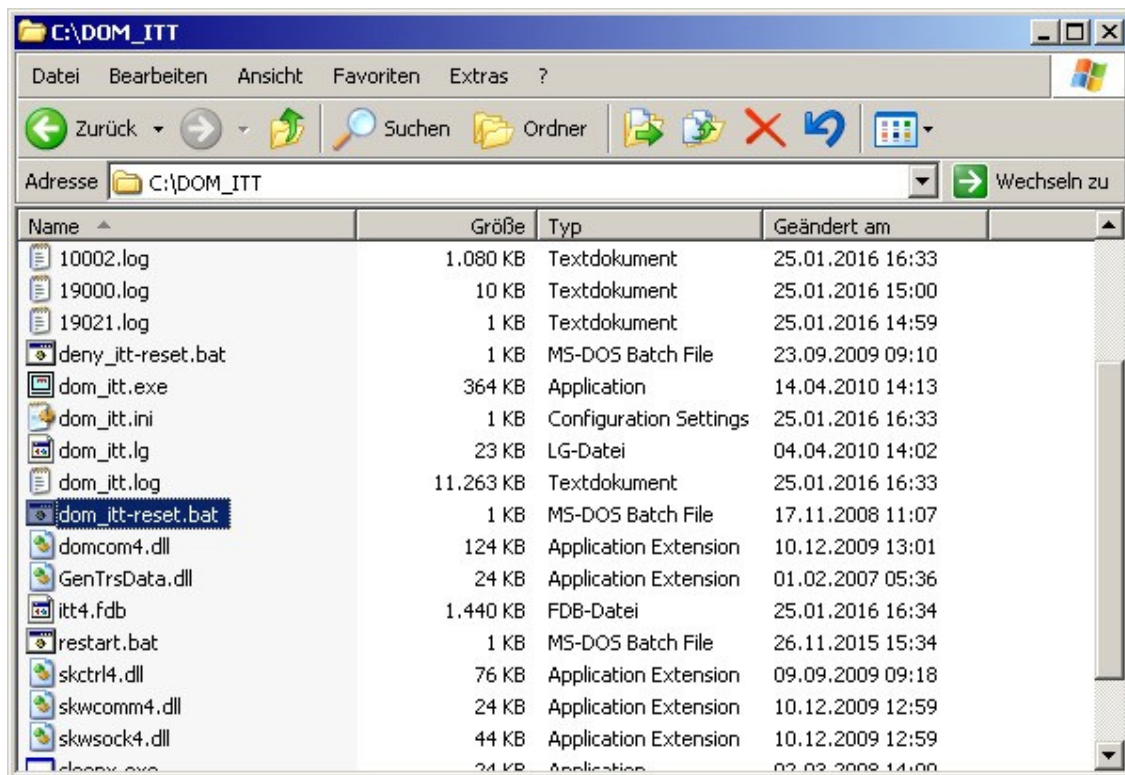 C:\DOM_ITT
Datei Bearbeiten Ansicht Favoriten Extras ?
Zurück Suchen Ordner
Adresse C:\DOM_ITT Wechseln zu
Name Größe Typ Geändert am
10002.log 1.080 KB Textdokument 25.01.2016 16:33
19000.log 10 KB Textdokument 25.01.2016 15:00
19021.log 1 KB Textdokument 25.01.2016 14:59
deny_itt-reset.bat 1 KB MS-DOS Batch File 23.09.2009 09:10
dom_itt.exe 364 KB Application 14.04.2010 14:13
dom_itt.ini 1 KB Configuration Settings 25.01.2016 16:33
dom_itt.lg 23 KB LG-Datei 04.04.2010 14:02
dom_itt.log 11.263 KB Textdokument 25.01.2016 16:33
dom_itt-reset.bat 1 KB MS-DOS Batch File 17.11.2008 11:07
domcom4.dll 124 KB Application Extension 10.12.2009 13:01
GenTrsData.dll 24 KB Application Extension 01.02.2007 05:36
itt4.fdb 1.440 KB FDB-Datei 25.01.2016 16:34
restart.bat 1 KB MS-DOS Batch File 26.11.2015 15:34
skctrl4.dll 76 KB Application Extension 09.09.2009 09:18
skwcomm4.dll 24 KB Application Extension 10.12.2009 12:59
skwsock4.dll 44 KB Application Extension 10.12.2009 12:59
24 KB Application 14:00